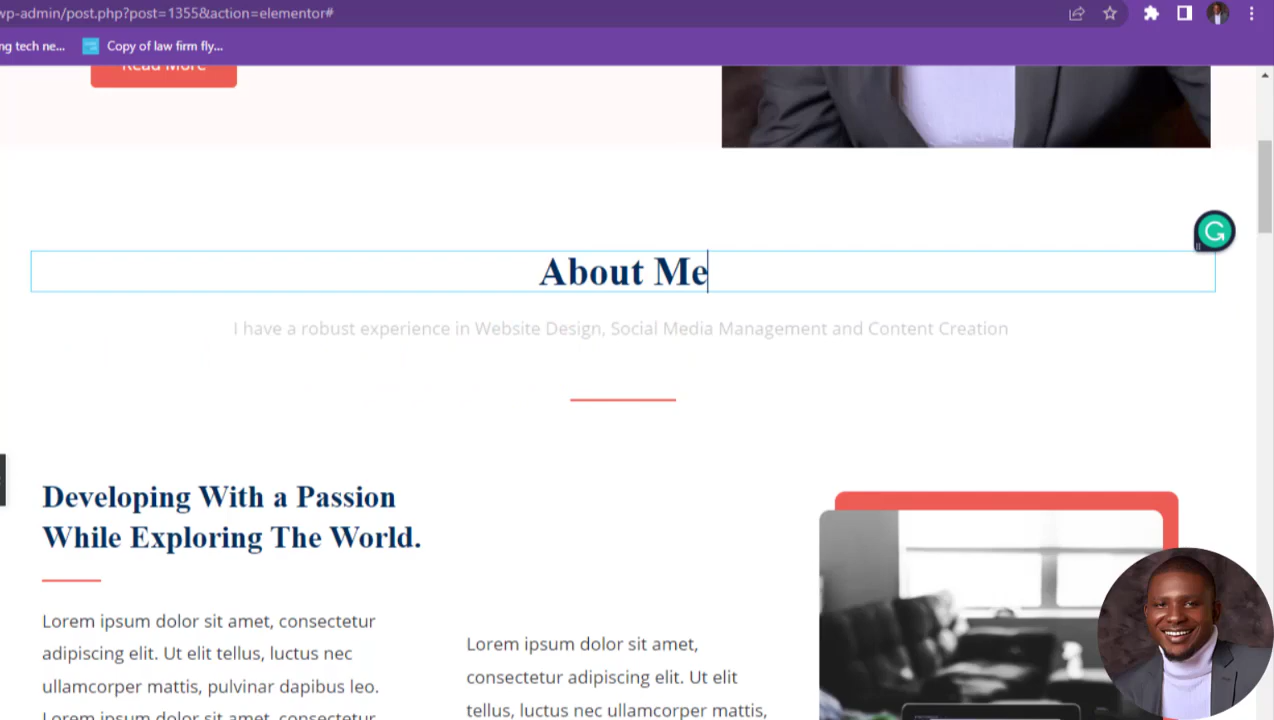 wp-admin/post.php?post=1355&action=elementor#
ng tech ne... Copy of law firm fly...
Read More
About Me
I have a robust experience in Website Design, Social Media Management and Content Creation
Developing With a Passion
While Exploring The World.
Lorem ipsum dolor sit amet, consectetur
adipiscing elit. Ut elit tellus, luctus nec
ullamcorper mattis, pulvinar dapibus leo.
Lorem ipsum dolor sit amet, consectetur
Lorem ipsum dolor sit amet,
consectetur adipiscing elit. Ut elit
tellus, luctus nec ullamcorper mattis,